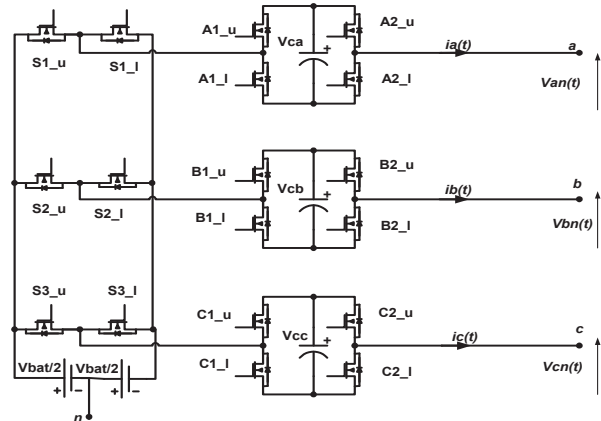 S1_u S1_l
A1_u Vca + A2_u ia(t) a
A1_l A2_l Van(t)
S2_u S2_l
B1_u Vcb + B2_u ib(t) b
B1_l B2_l Vbn(t)
S3_u S3_l
C1_u Vcc + C2_u ic(t) c
C1_l C2_l Vcn(t)
Vbat/2 Vbat/2
+ − + −
n